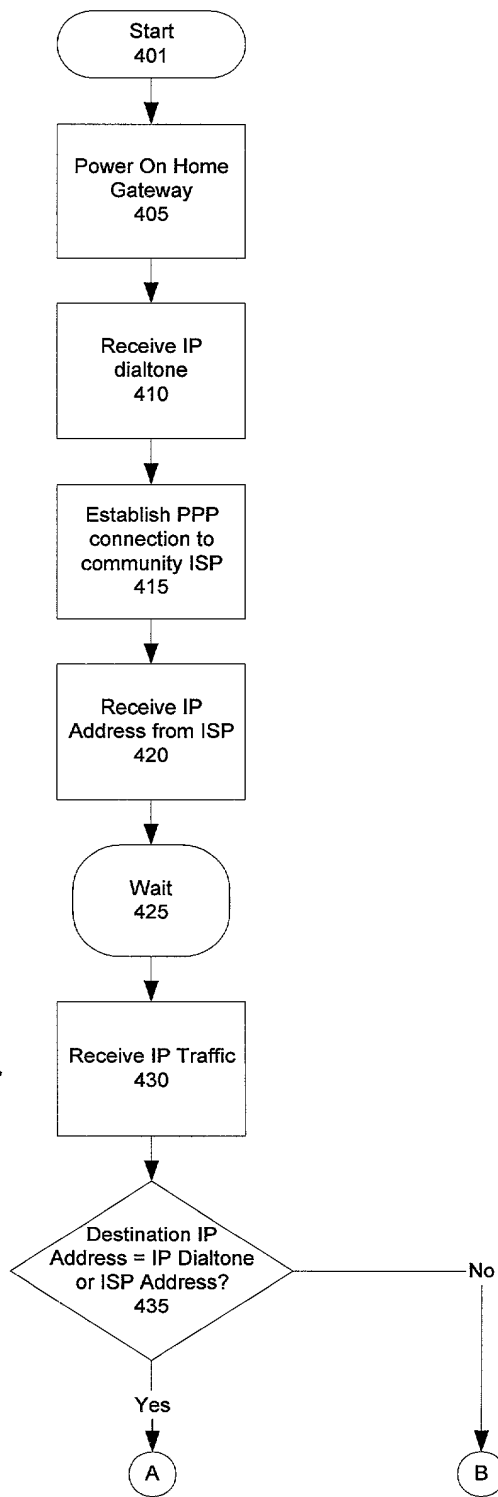 Start
401
Power On Home
Gateway
405
Receive IP
dialtone
410
Establish PPP
connection to
community ISP
415
Receive IP
Address from ISP
420
Wait
425
Receive IP Traffic
430
Destination IP
Address = IP Dialtone
or ISP Address?
435
No
Yes
A
B